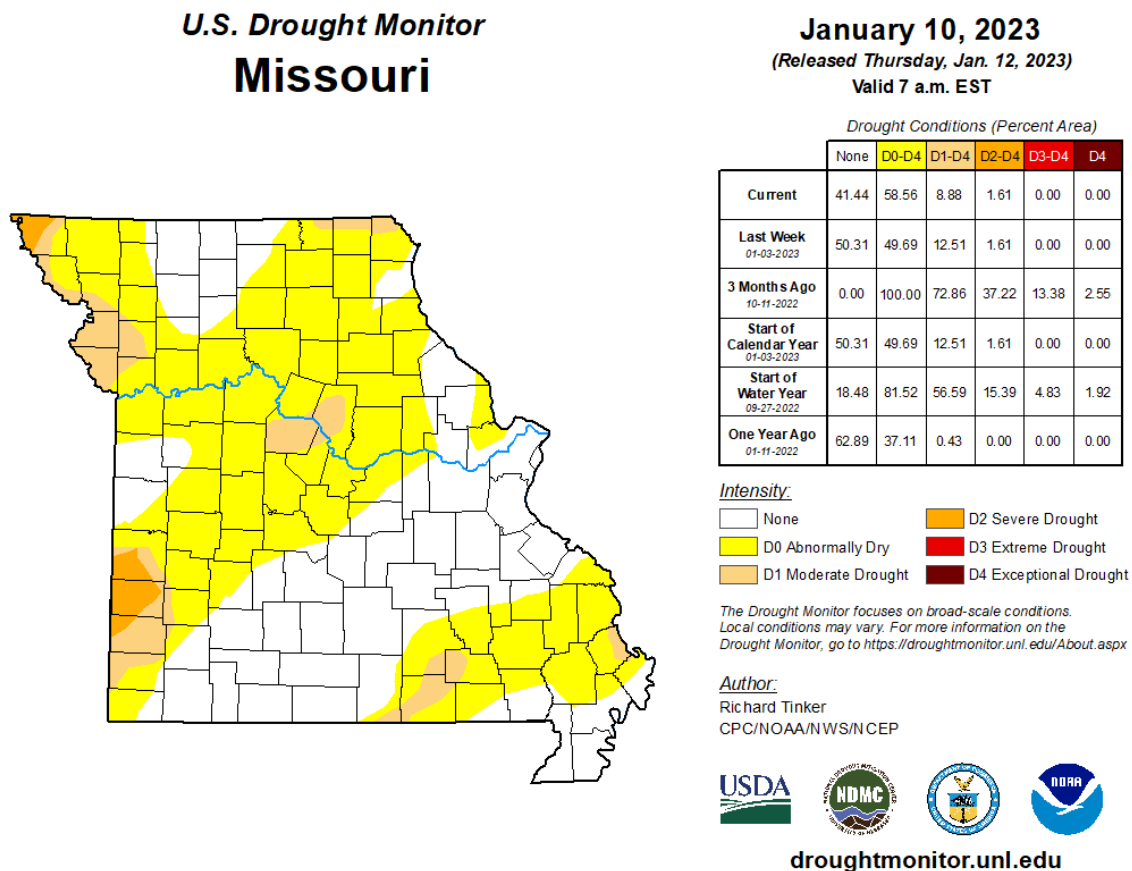 U.S. Drought Monitor
Missouri
January 10, 2023
(Released Thursday, Jan. 12, 2023)
Valid 7 a.m. EST
Drought Conditions (Percent Area)
None D0-D4 D1-D4 D2-D4 D3-D4 D4
Current 41.44 58.56 8.88 1.61 0.00 0.00
Last Week
01-03-2023 50.31 49.69 12.51 1.61 0.00 0.00
3 Months Ago
10-11-2022 0.00 100.00 72.86 37.22 13.38 2.55
Start of
Calendar Year
01-03-2023 50.31 49.69 12.51 1.61 0.00 0.00
Start of
Water Year
09-27-2022 18.48 81.52 56.59 15.39 4.83 1.92
One Year Ago
01-11-2022 62.89 37.11 0.43 0.00 0.00 0.00
Intensity:
None
D0 Abnormally Dry
D1 Moderate Drought
D2 Severe Drought
D3 Extreme Drought
D4 Exceptional Drought
The Drought Monitor focuses on broad-scale conditions.
Local conditions may vary. For more information on the
Drought Monitor, go to https://droughtmonitor.unl.edu/About.aspx
Author:
Richard Tinker
CPC/NOAA/NWS/NCEP
USDA
NDMC
NOAA
droughtmonitor.unl.edu